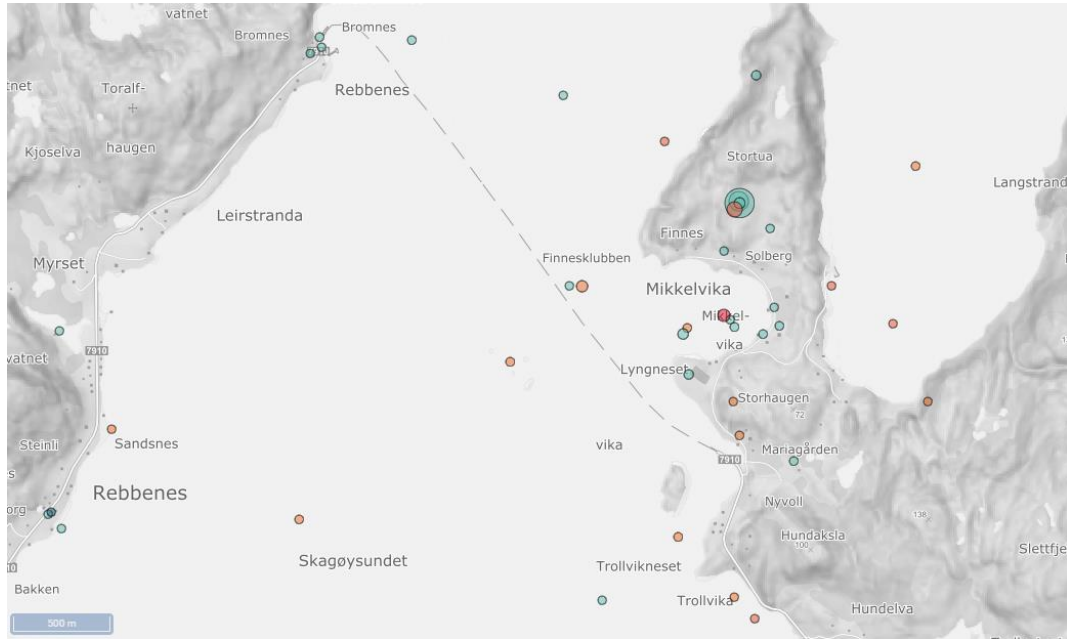 vatnet
Bromnes
Bromnes
Rebbenes
Toralf-
haugen
Kjoselva
Stortua
Langstrand
Leirstranda
Finnes
Solberg
Myrset
Finnesklubben
Mikkelvika
Mikkel-
vika
7910
vatnet
Lyngneset
Storhaugen
72
Steinli
Sandsnes
vika
Mariagården
7910
Rebbenes
org
Nyvoll
138
Hundaksla
100
Slettfje
Skagøysundet
Trollvikneset
Bakken
Trollvika
Hundelva
500 m